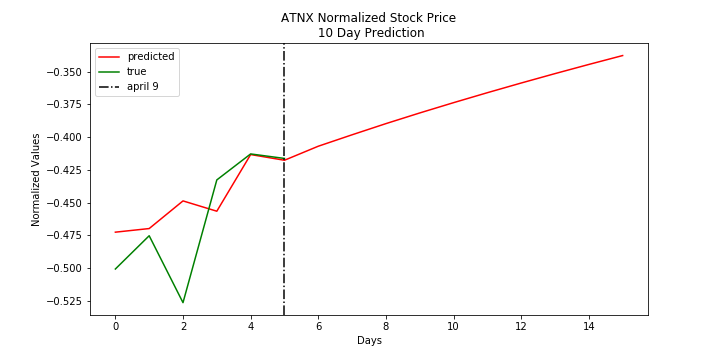 ATNX Normalized Stock Price
10 Day Prediction
predicted
true
april 9
−0.350
−0.375
−0.400
−0.425
−0.450
−0.475
−0.500
−0.525
Normalized Values
0 2 4 6 8 10 12 14
Days